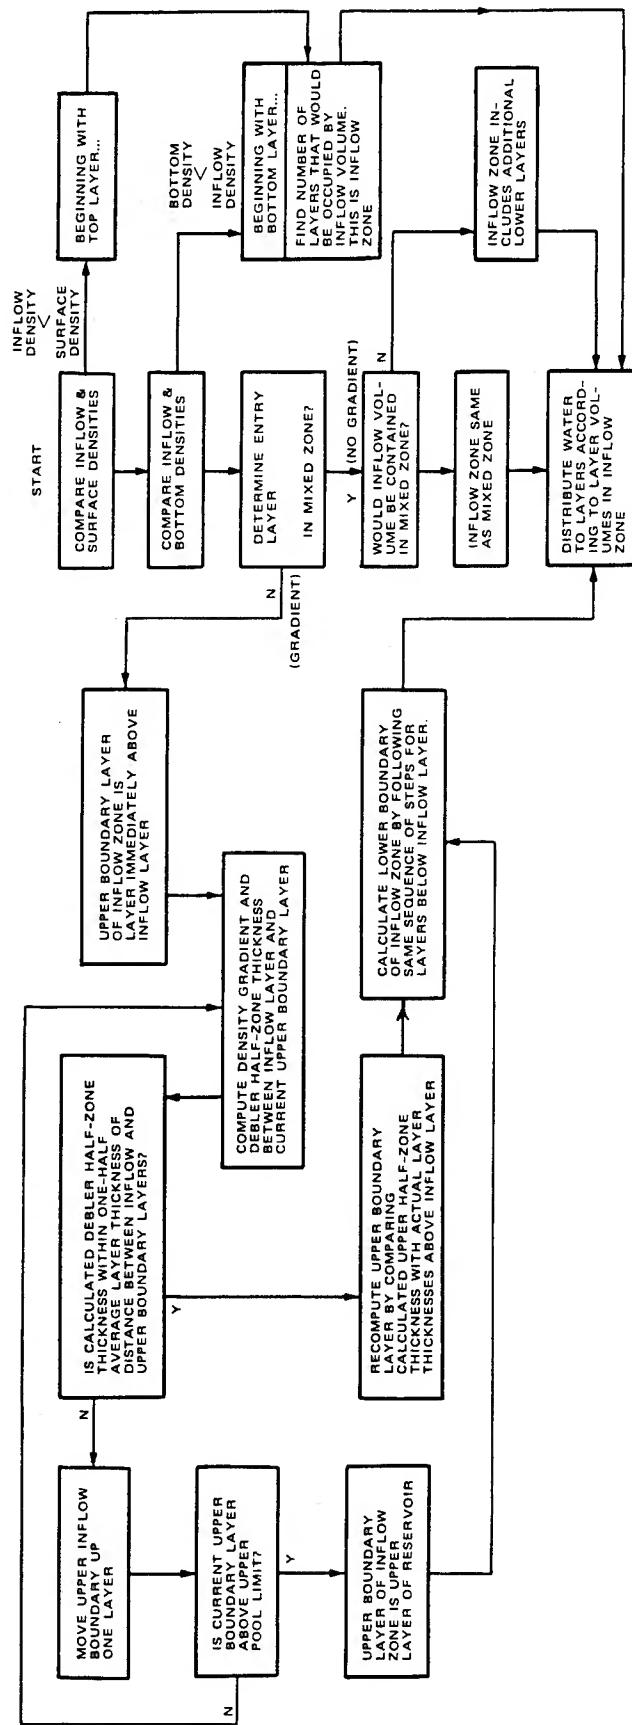 START
COMPARE INFLOW &
SURFACE DENSITIES
INFLOW
DENSITY
<
SURFACE
DENSITY
BEGINNING WITH
TOP LAYER...
COMPARE INFLOW &
BOTTOM DENSITIES
BOTTOM
DENSITY
<
INFLOW
DENSITY
BEGINNING WITH
BOTTOM LAYER...
FIND NUMBER OF
LAYERS THAT WOULD
BE OCCUPIED BY
INFLOW VOLUME.
THIS IS INFLOW
ZONE
DETERMINE ENTRY
LAYER
IN MIXED ZONE?
N
(GRADIENT)
Y
(NO GRADIENT)
WOULD INFLOW VOL-
UME BE CONTAINED
IN MIXED ZONE?
N
INFLOW ZONE IN-
CLUDES ADDITIONAL
LOWER LAYERS
INFLOW ZONE SAME
AS MIXED ZONE
DISTRIBUTE WATER
TO LAYERS ACCORD-
ING TO LAYER VOL-
UMES IN INFLOW
ZONE
UPPER BOUNDARY LAYER
OF INFLOW ZONE IS
LAYER IMMEDIATELY ABOVE
INFLOW LAYER
COMPUTE DENSITY GRADIENT AND
DEBLER HALF-ZONE THICKNESS
BETWEEN INFLOW LAYER AND
CURRENT UPPER BOUNDARY LAYER
IS CALCULATED DEBLER HALF-ZONE
THICKNESS WITHIN ONE-HALF
AVERAGE LAYER THICKNESS OF
DISTANCE BETWEEN INFLOW AND
UPPER BOUNDARY LAYERS?
N
Y
RECOMPUTE UPPER BOUNDARY
LAYER BY COMPARING
CALCULATED UPPER HALF-ZONE
THICKNESS WITH ACTUAL LAYER
THICKNESSES ABOVE INFLOW LAYER
CALCULATE LOWER BOUNDARY
OF INFLOW ZONE BY FOLLOWING
SAME SEQUENCE OF STEPS FOR
LAYERS BELOW INFLOW LAYER.
MOVE UPPER INFLOW
BOUNDARY UP
ONE LAYER
IS CURRENT UPPER
BOUNDARY LAYER
ABOVE UPPER
POOL LIMIT?
N
Y
UPPER BOUNDARY
LAYER OF INFLOW
ZONE IS UPPER
LAYER OF RESERVOIR